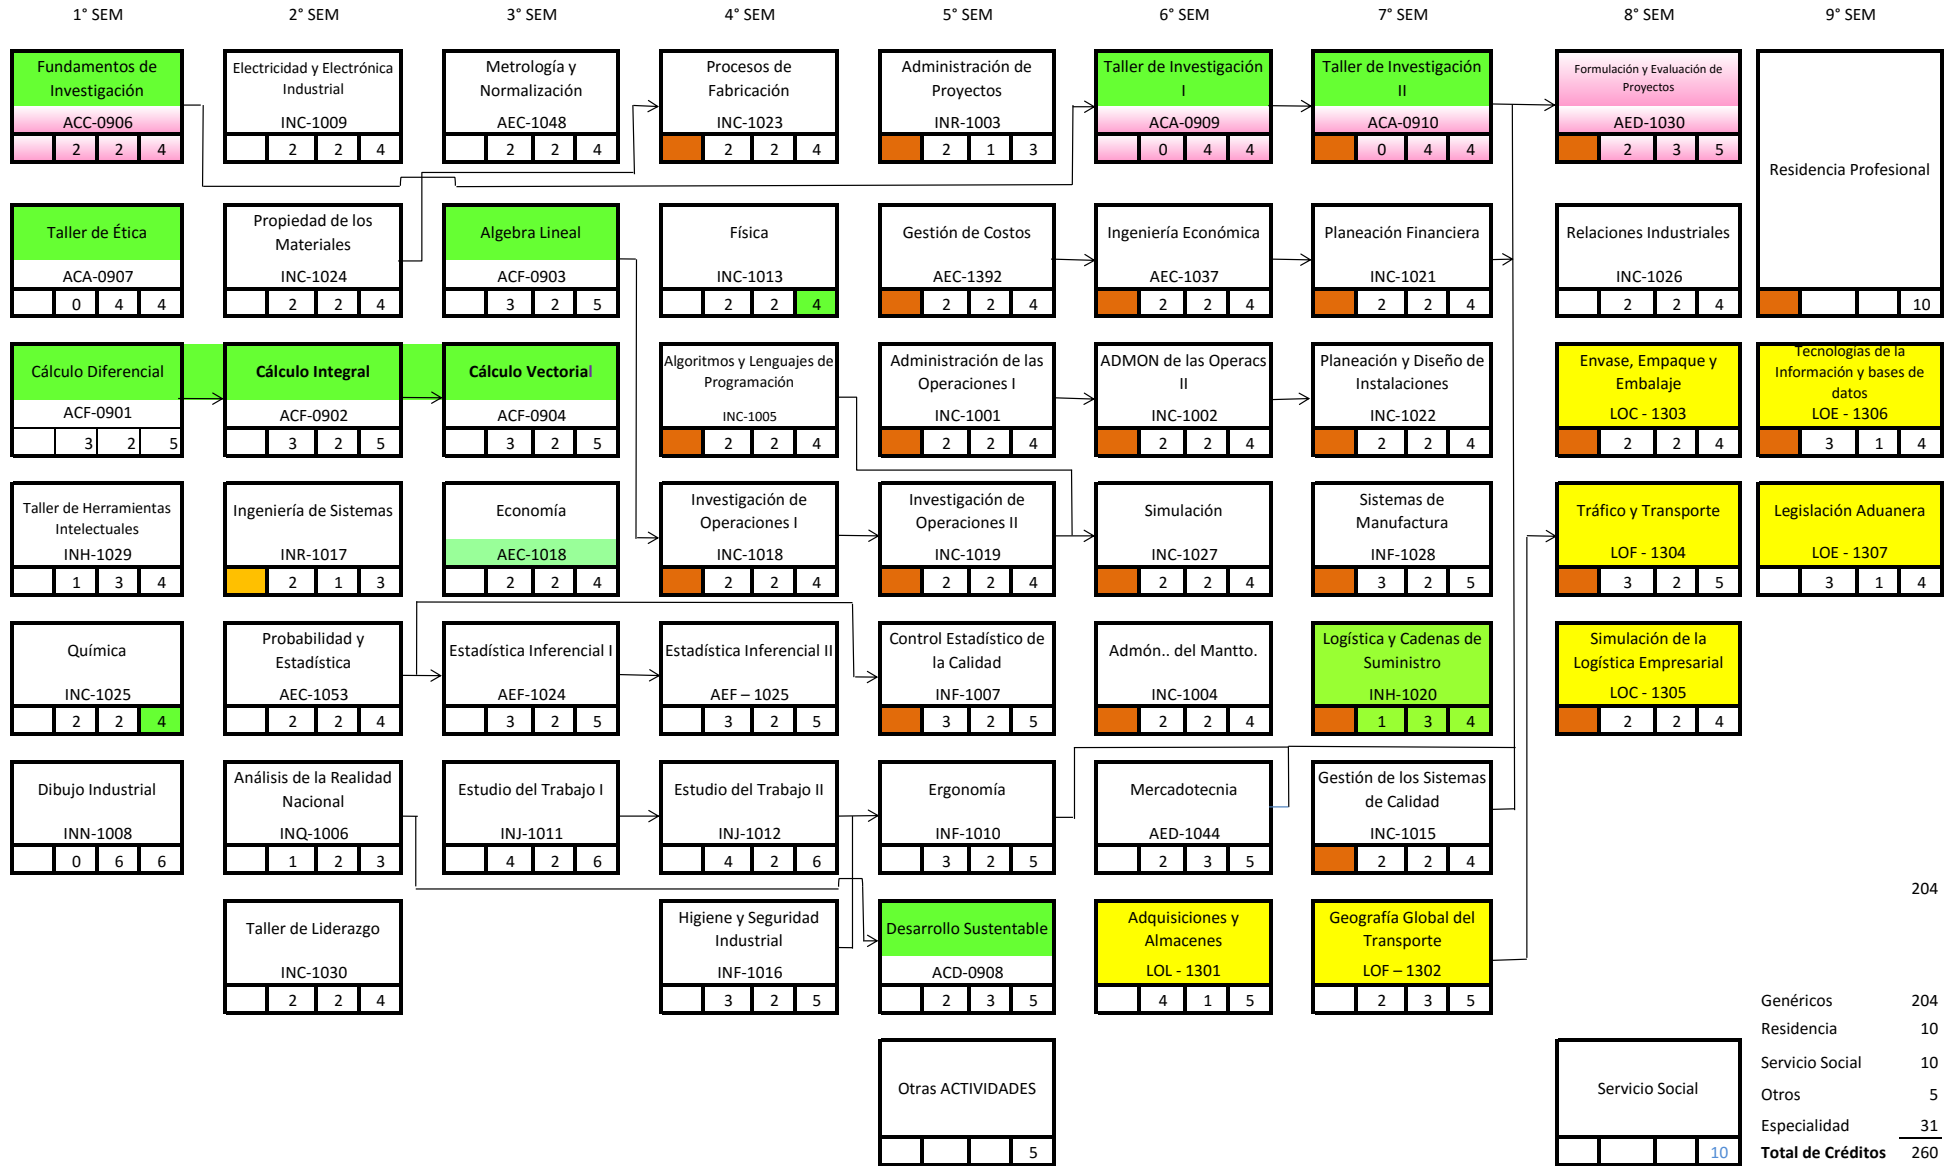 1° SEM
2° SEM
3° SEM
4° SEM
5° SEM
6° SEM
7° SEM
8° SEM
9° SEM
Fundamentos de
Investigación
ACC-0906
2 2 4
Electricidad y Electrónica
Industrial
INC-1009
2 2 4
Metrología y
Normalización
AEC-1048
2 2 4
Procesos de
Fabricación
INC-1023
2 2 4
Administración de
Proyectos
INR-1003
2 1 3
Taller de Investigación
I
ACA-0909
0 4 4
Taller de Investigación
II
ACA-0910
0 4 4
Formulación y Evaluación de
Proyectos
AED-1030
2 3 5
Residencia Profesional
10
Taller de Ética
ACA-0907
0 4 4
Propiedad de los
Materiales
INC-1024
2 2 4
Algebra Lineal
ACF-0903
3 2 5
Física
INC-1013
2 2 4
Gestión de Costos
AEC-1392
2 2 4
Ingeniería Económica
AEC-1037
2 2 4
Planeación Financiera
INC-1021
2 2 4
Relaciones Industriales
INC-1026
2 2 4
Cálculo Diferencial
ACF-0901
3 2 5
Cálculo Integral
ACF-0902
3 2 5
Cálculo Vectorial
ACF-0904
3 2 5
Algoritmos y Lenguajes de
Programación
INC-1005
2 2 4
Administración de las
Operaciones I
INC-1001
2 2 4
ADMON de las Operacs
II
INC-1002
2 2 4
Planeación y Diseño de
Instalaciones
INC-1022
2 2 4
Envase, Empaque y
Embalaje
LOC - 1303
2 2 4
Tecnologías de la
Información y bases de
datos
LOE - 1306
3 1 4
Taller de Herramientas
Intelectuales
INH-1029
1 3 4
Ingeniería de Sistemas
INR-1017
2 1 3
Economía
AEC-1018
2 2 4
Investigación de
Operaciones I
INC-1018
2 2 4
Investigación de
Operaciones II
INC-1019
2 2 4
Simulación
INC-1027
2 2 4
Sistemas de
Manufactura
INF-1028
3 2 5
Tráfico y Transporte
LOF - 1304
3 2 5
Legislación Aduanera
LOE - 1307
3 1 4
Química
INC-1025
2 2 4
Probabilidad y
Estadística
AEC-1053
2 2 4
Estadística Inferencial I
AEF-1024
3 2 5
Estadística Inferencial II
AEF – 1025
3 2 5
Control Estadístico de
la Calidad
INF-1007
3 2 5
Admón.. del Mantto.
INC-1004
2 2 4
Logística y Cadenas de
Suministro
INH-1020
1 3 4
Simulación de la
Logística Empresarial
LOC - 1305
2 2 4
Dibujo Industrial
INN-1008
0 6 6
Análisis de la Realidad
Nacional
INQ-1006
1 2 3
Estudio del Trabajo I
INJ-1011
4 2 6
Estudio del Trabajo II
INJ-1012
4 2 6
Ergonomía
INF-1010
3 2 5
Mercadotecnia
AED-1044
2 3 5
Gestión de los Sistemas
de Calidad
INC-1015
2 2 4
204
Taller de Liderazgo
INC-1030
2 2 4
Higiene y Seguridad
Industrial
INF-1016
3 2 5
Desarrollo Sustentable
ACD-0908
2 3 5
Adquisiciones y
Almacenes
LOL - 1301
4 1 5
Geografía Global del
Transporte
LOF – 1302
2 3 5
Otras ACTIVIDADES
5
Servicio Social
10
Genéricos 204
Residencia 10
Servicio Social 10
Otros 5
Especialidad 31
Total de Créditos 260